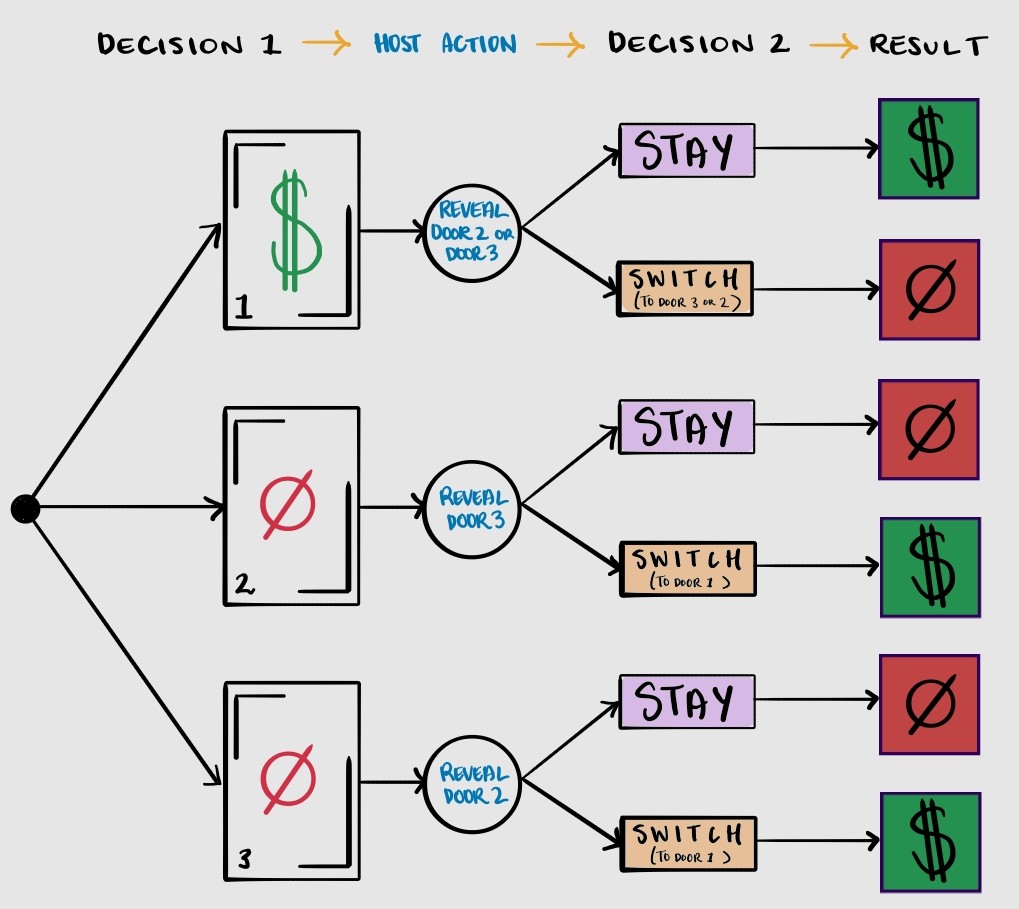 DECISION 1 → HOST ACTION → DECISION 2 → RESULT
$
1
REVEAL
DOOR 2 OR
DOOR 3
STAY
$
SWITCH
(TO DOOR 3 OR 2)
Ø
Ø
2
REVEAL
DOOR 3
STAY
Ø
SWITCH
(TO DOOR 1)
$
Ø
3
REVEAL
DOOR 2
STAY
Ø
SWITCH
(TO DOOR 1)
$